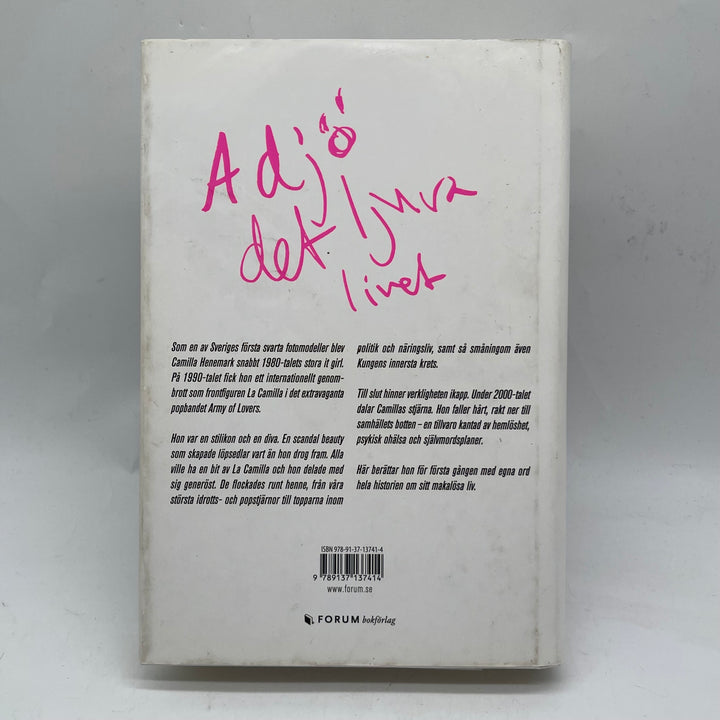 Adjö
det ljuva
livet
Som en av Sveriges första svarta fotomodeller blev
Camilla Henemark snabbt 1980-talets stora it girl.
På 1990-talet fick hon ett internationellt genom-
brott som frontfiguren La Camilla i det extravaganta
popbandet Army of Lovers.
Hon var en stilikon och en diva. En scandal beauty
som skapade löpsedlar vart än hon drog fram. Alla
ville ha en bit av La Camilla och hon delade med
sig generöst. De flockades runt henne, från våra
största idrotts- och popstjärnor till topparna inom
politik och näringsliv, samt så småningom även
Kungens innersta krets.
Till slut hinner verkligheten ikapp. Under 2000-talet
dalar Camillas stjärna. Hon faller hårt, rakt ner till
samhällets botten – en tillvaro kantad av hemlöshet,
psykisk ohälsa och självmordsplaner.
Här berättar hon för första gången med egna ord
hela historien om sitt makalösa liv.
ISBN 978-91-37-13741-4
9 789137 137414
www.forum.se
FORUM bokförlag